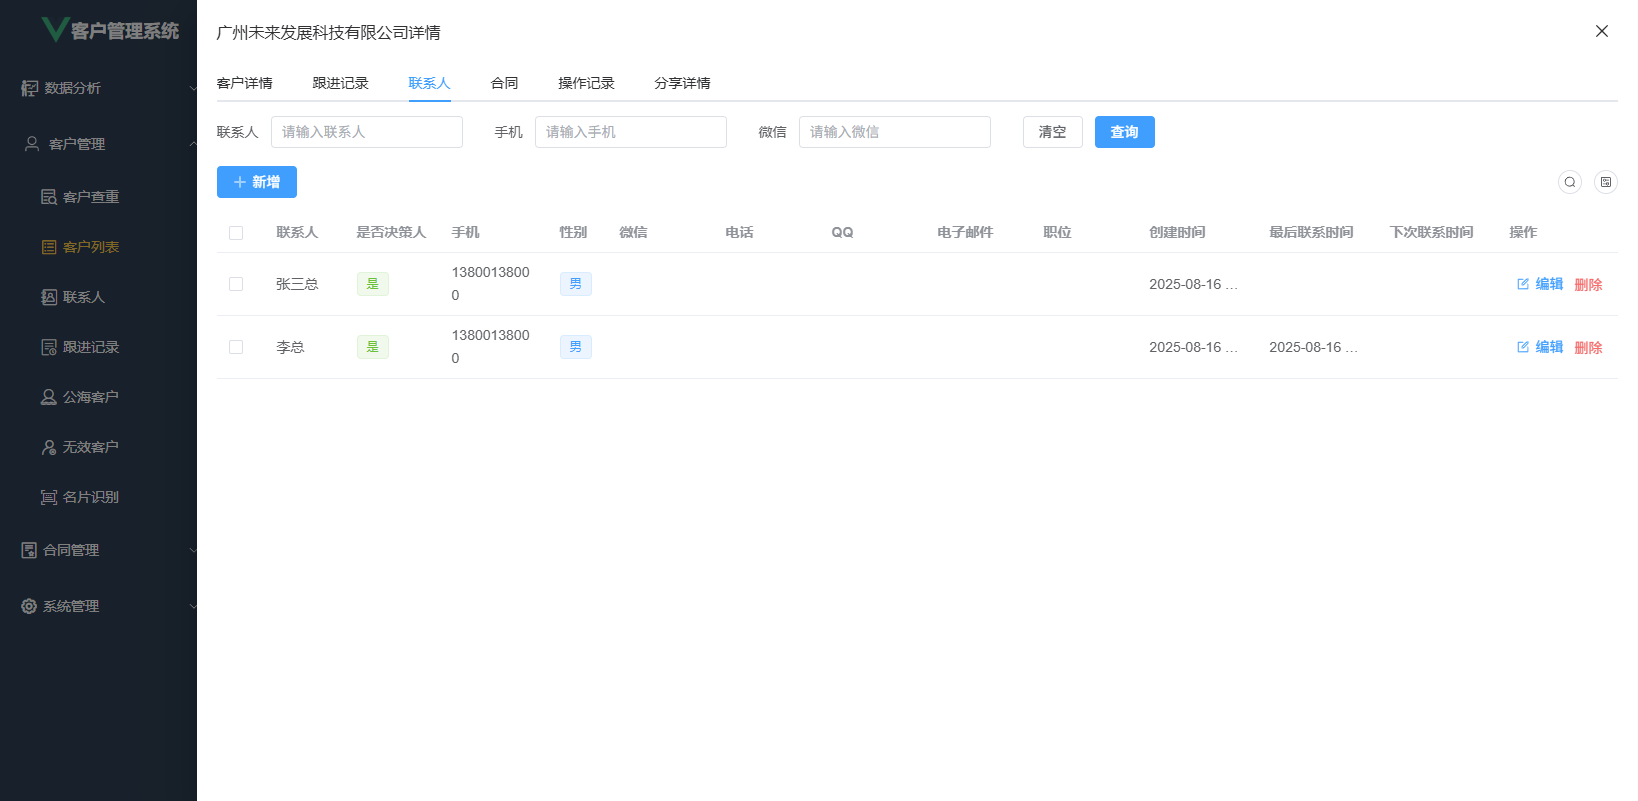 客户管理系统
数据分析
客户管理
客户查重
客户列表
联系人
跟进记录
公海客户
无效客户
名片识别
合同管理
系统管理
广州未来发展科技有限公司详情
客户详情 跟进记录 联系人 合同 操作记录 分享详情
联系人 请输入联系人 手机 请输入手机 微信 请输入微信 清空 查询
新增
联系人 是否决策人 手机 性别 微信 电话 QQ 电子邮件 职位 创建时间 最后联系时间 下次联系时间 操作
张三总 是 1380013800 男 2025-08-16 ... 编辑 删除
0
李总 是 1380013800 男 2025-08-16 ... 2025-08-16 ... 编辑 删除
0